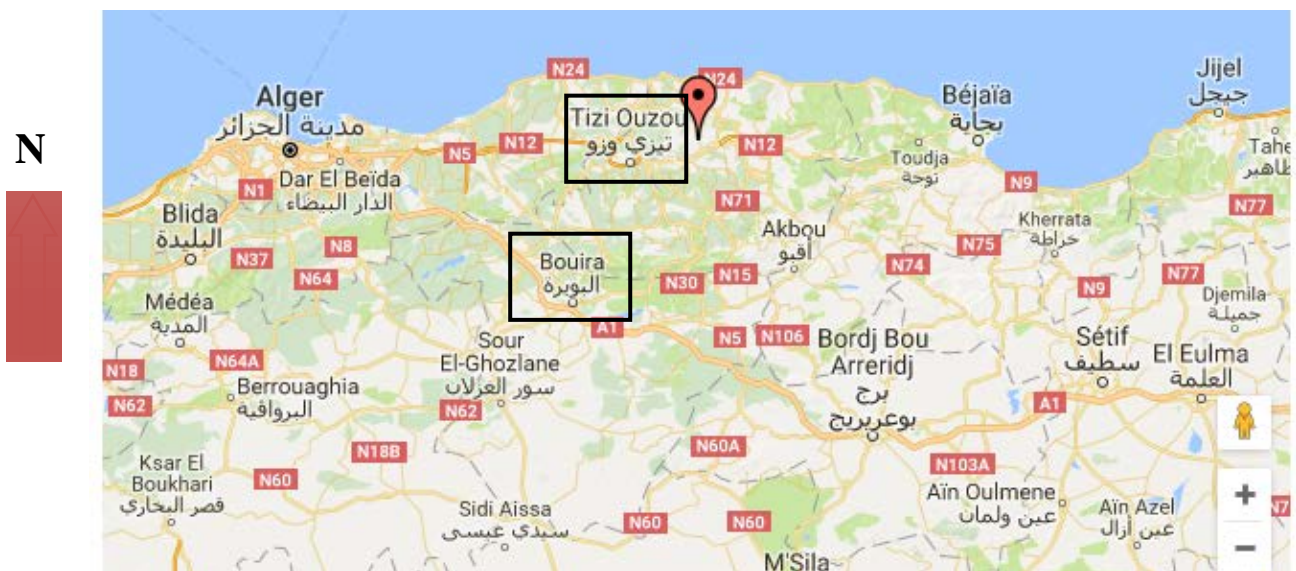 N
N24
N24
Jijel
جيجل
Alger
مدينة الجزائر
Béjaïa
بجاية
Tizi Ouzou
تيزي وزو
N5
N12
N12
Toudja
توجة
Tahe
طاهير
N1
Dar El Beïda
الدار البيضاء
N9
N71
N77
Blida
البليدة
N8
Akbou
أقبو
N75
Kherrata
خراطة
N37
N64
Bouira
البويرة
N30
N15
N74
N77
N9
Djemila
جميلة
Médéa
المدية
A1
N5
N106
Bordj Bou
Arreridj
برج
بوعريريج
Sétif
سطيف
El Eulma
العلمة
Sour
El-Ghozlane
سور الغزلان
N18
N64A
Berrouaghia
البرواقية
N62
N62
A1
N18B
N60A
N103A
Ksar El
Boukhari
قصر البخاري
N60
Sidi Aissa
سيدي عيسى
N60
N60
Aïn Oulmene
عين ولمان
Aïn Azel
عين أزال
+
N7
−
M'Sila